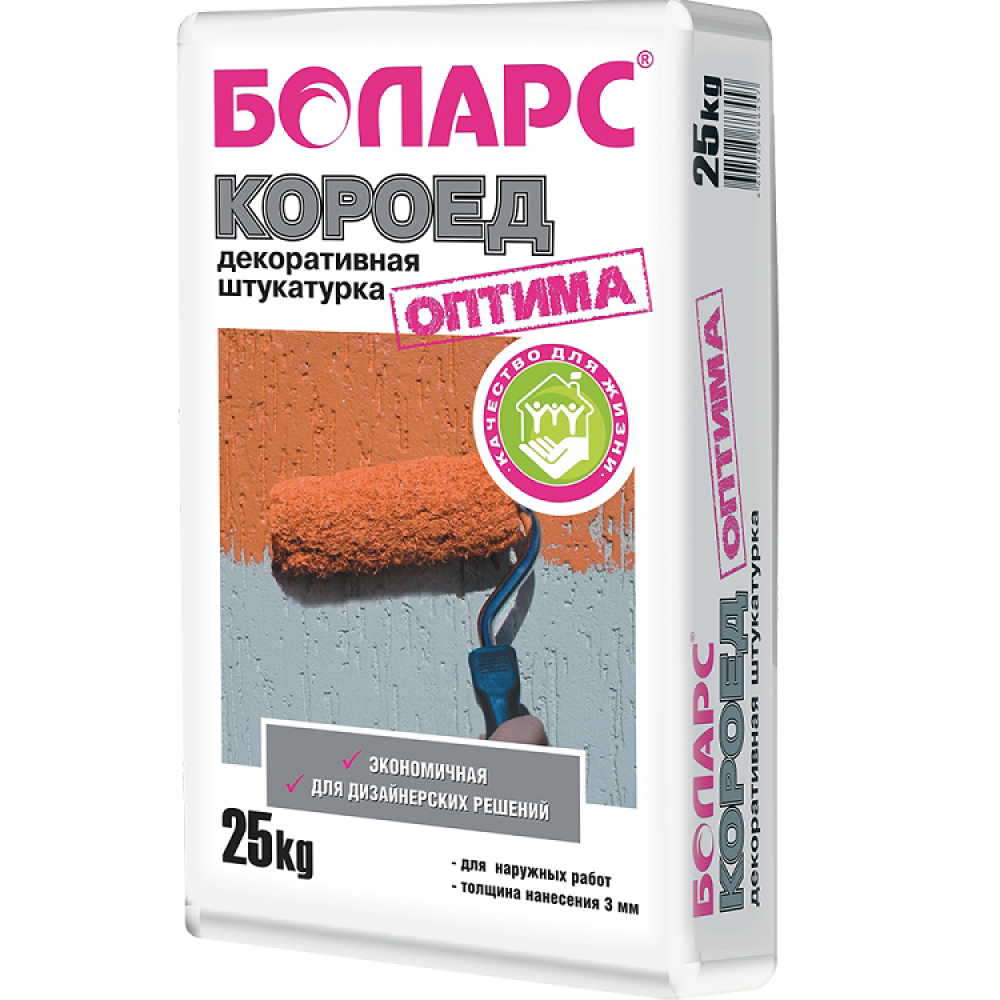 БОЛАРС®
КОРОЕД
декоративная
штукатурка
ОПТИМА
· КАЧЕСТВО ДЛЯ ЖИЗНИ ·
✓ ЭКОНОМИЧНАЯ
✓ ДЛЯ ДИЗАЙНЕРСКИХ РЕШЕНИЙ
25kg
- для наружных работ
- толщина нанесения 3 мм
25kg
ОПТИМА
БОЛАРС®
КОРОЕД
декоративная штукатурка